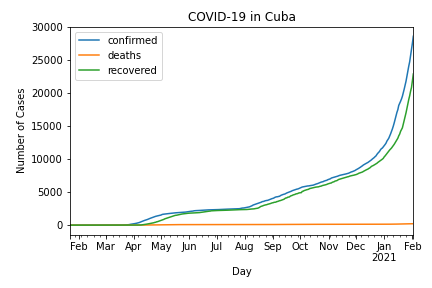 COVID-19 in Cuba
confirmed
deaths
recovered
Number of Cases
30000
25000
20000
15000
10000
5000
0
Feb Mar Apr May Jun Jul Aug Sep Oct Nov Dec Jan Feb
2021
Day